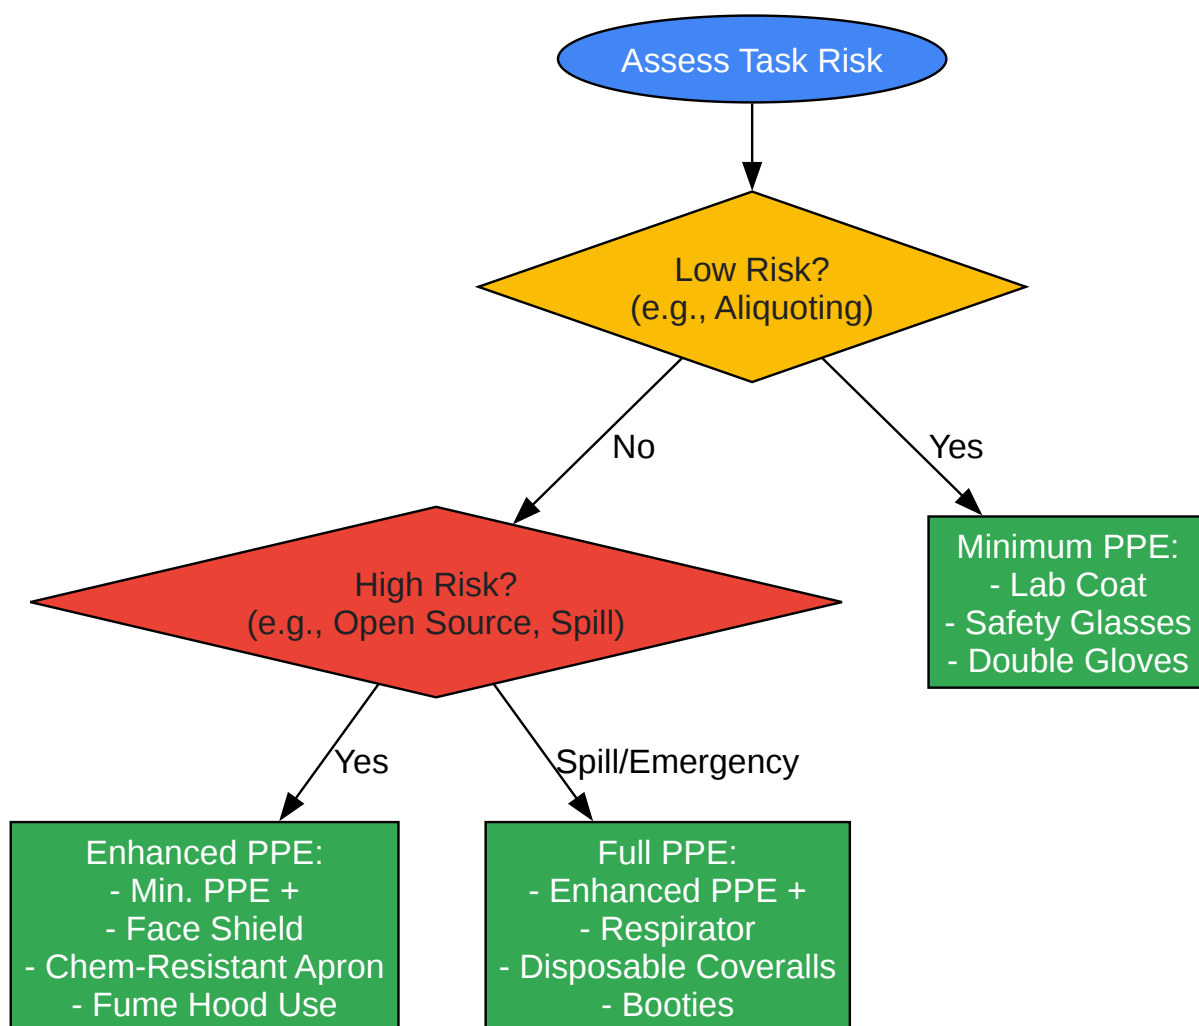 Assess Task Risk
Low Risk?
(e.g., Aliquoting)
No
Yes
High Risk?
(e.g., Open Source, Spill)
Minimum PPE:
- Lab Coat
- Safety Glasses
- Double Gloves
Yes
Spill/Emergency
Enhanced PPE:
- Min. PPE +
- Face Shield
- Chem-Resistant Apron
- Fume Hood Use
Full PPE:
- Enhanced PPE +
- Respirator
- Disposable Coveralls
- Booties